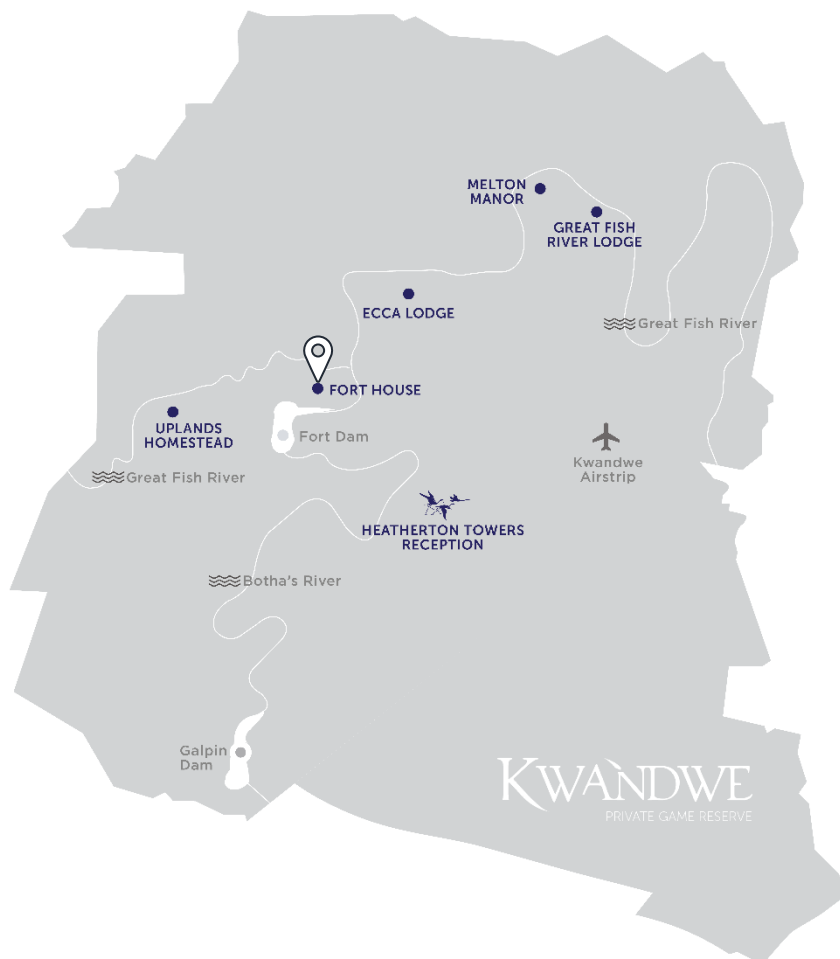 MELTON
MANOR
GREAT FISH
RIVER LODGE
ECCA LODGE
Great Fish River
FORT HOUSE
UPLANDS
HOMESTEAD
Fort Dam
Kwandwe
Airstrip
Great Fish River
HEATHERTON TOWERS
RECEPTION
Botha's River
Galpin
Dam
KWANDWE
PRIVATE GAME RESERVE